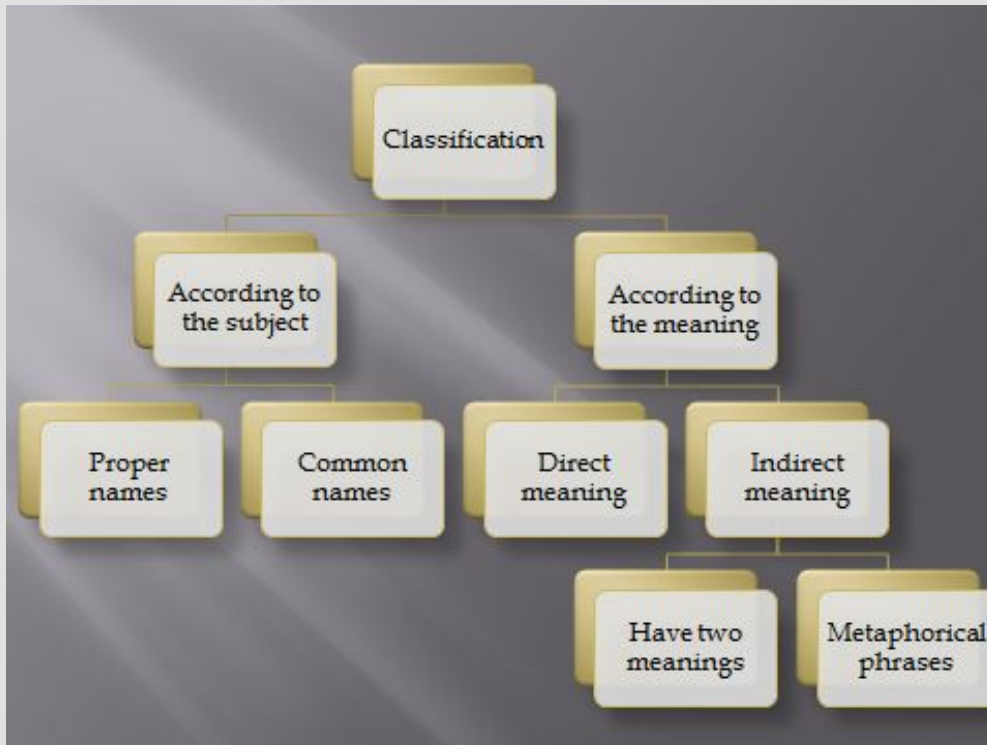 Classification
According to
the subject
According to
the meaning
Proper
names
Common
names
Direct
meaning
Indirect
meaning
Have two
meanings
Metaphorical
phrases